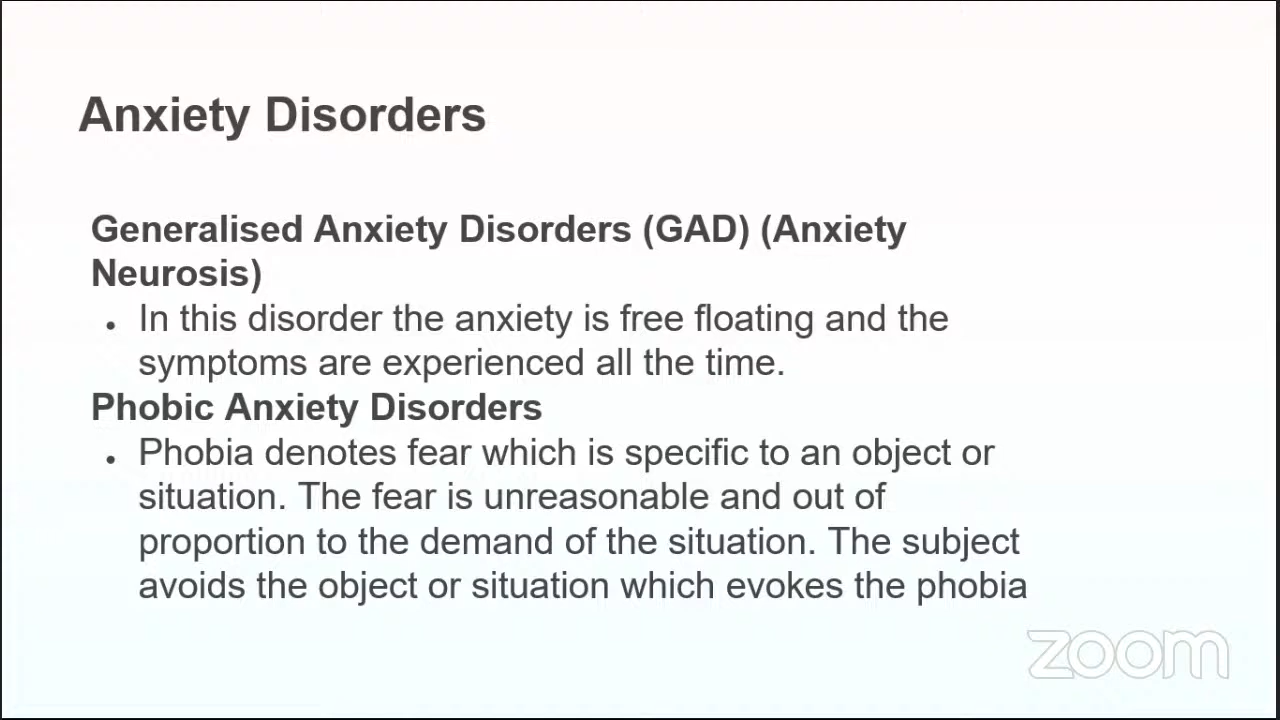 Anxiety Disorders
Generalised Anxiety Disorders (GAD) (Anxiety
Neurosis)
• In this disorder the anxiety is free floating and the
symptoms are experienced all the time.
Phobic Anxiety Disorders
• Phobia denotes fear which is specific to an object or
situation. The fear is unreasonable and out of
proportion to the demand of the situation. The subject
avoids the object or situation which evokes the phobia
zoom